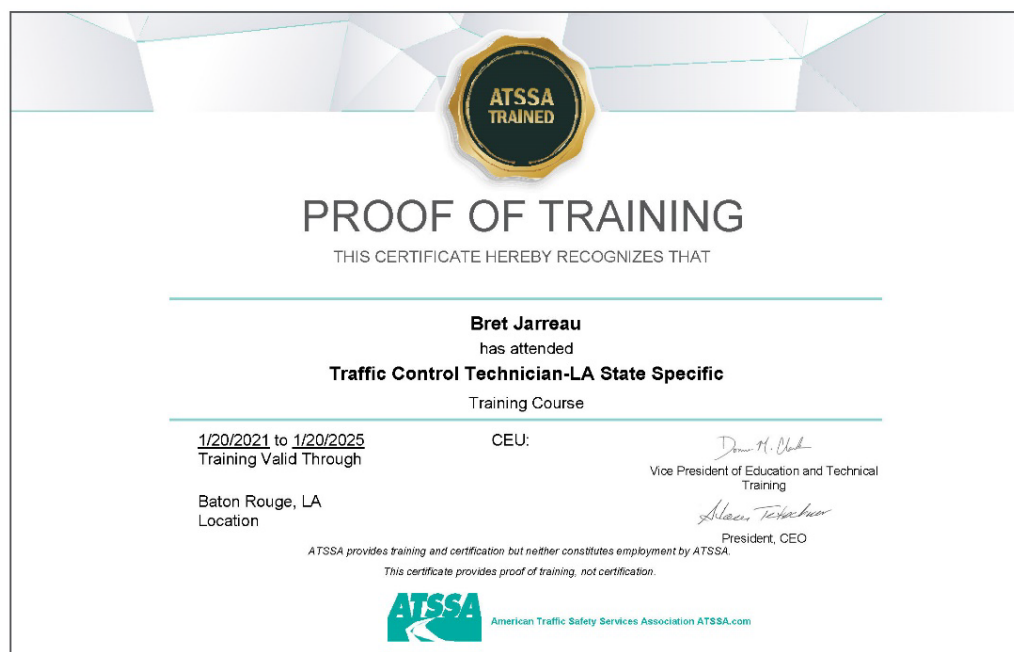 ATSSA
TRAINED
PROOF OF TRAINING
THIS CERTIFICATE HEREBY RECOGNIZES THAT
Bret Jarreau
has attended
Traffic Control Technician-LA State Specific
Training Course
1/20/2021 to 1/20/2025
Training Valid Through
CEU:
Baton Rouge, LA
Location
Vice President of Education and Technical
Training
President, CEO
ATSSA provides training and certification but neither constitutes employment by ATSSA.
This certificate provides proof of training, not certification.
ATSSA
American Traffic Safety Services Association ATSSA.com